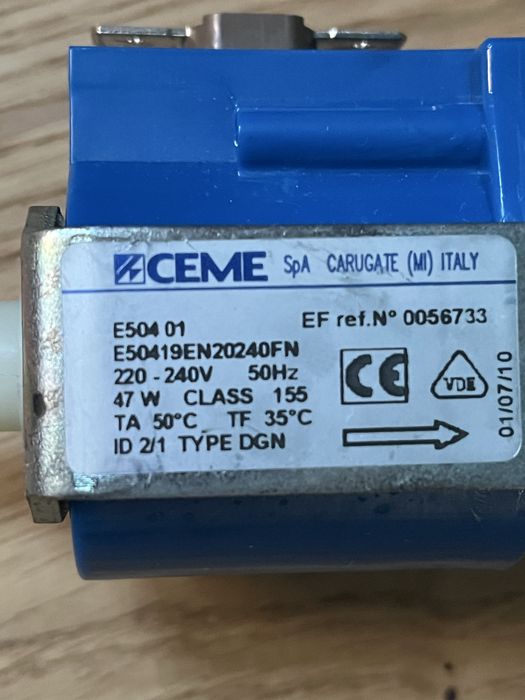 CEME SpA CARUGATE (MI) ITALY
E504 01 EF ref.N° 0056733
E50419EN20240FN
220 - 240V 50Hz
47 W CLASS 155
TA 50°C TF 35°C
ID 2/1 TYPE DGN
CE
VDE
01/07/10